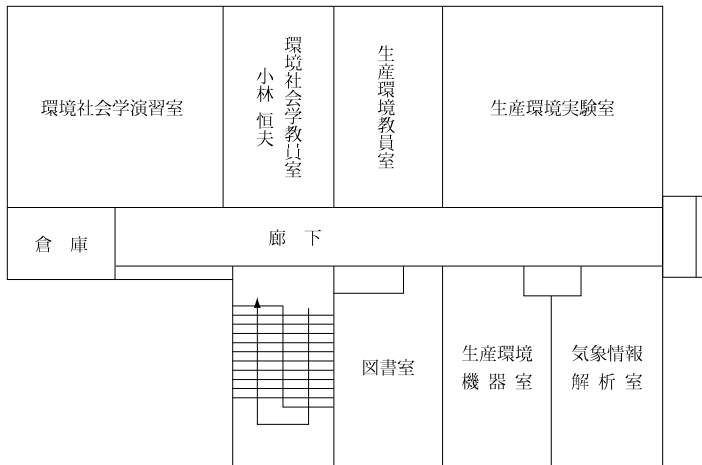 環境社会学演習室
環境社会学教員室
小林 恒夫
生産環境教員室
生産環境実験室
倉 庫
廊 下
図書室
生産環境
機 器 室
気象情報
解 析 室